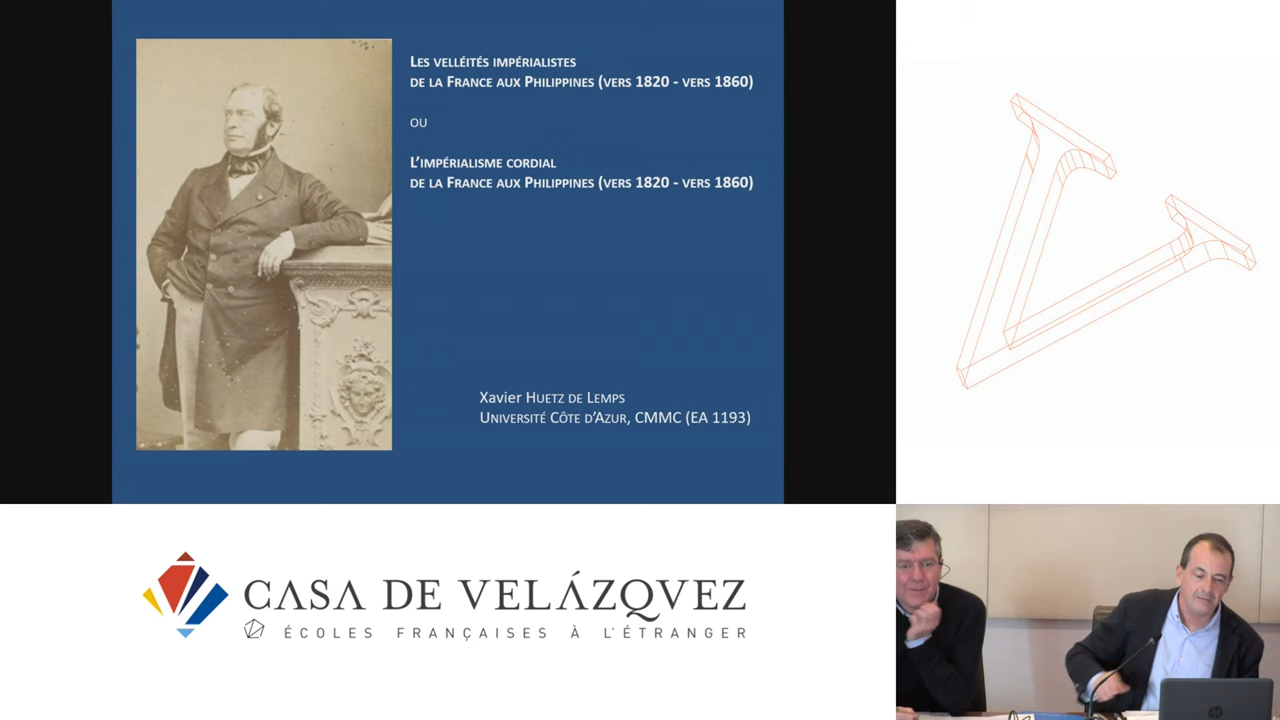 Les velléités impérialistes
de la France aux Philippines (vers 1820 - vers 1860)
ou
L'impérialisme cordial
de la France aux Philippines (vers 1820 - vers 1860)
Xavier Huetz de Lemps
Université Côte d'Azur, CMMC (EA 1193)
CASA DE VELÁZQVEZ
ÉCOLES FRANÇAISES À L'ÉTRANGER
hp